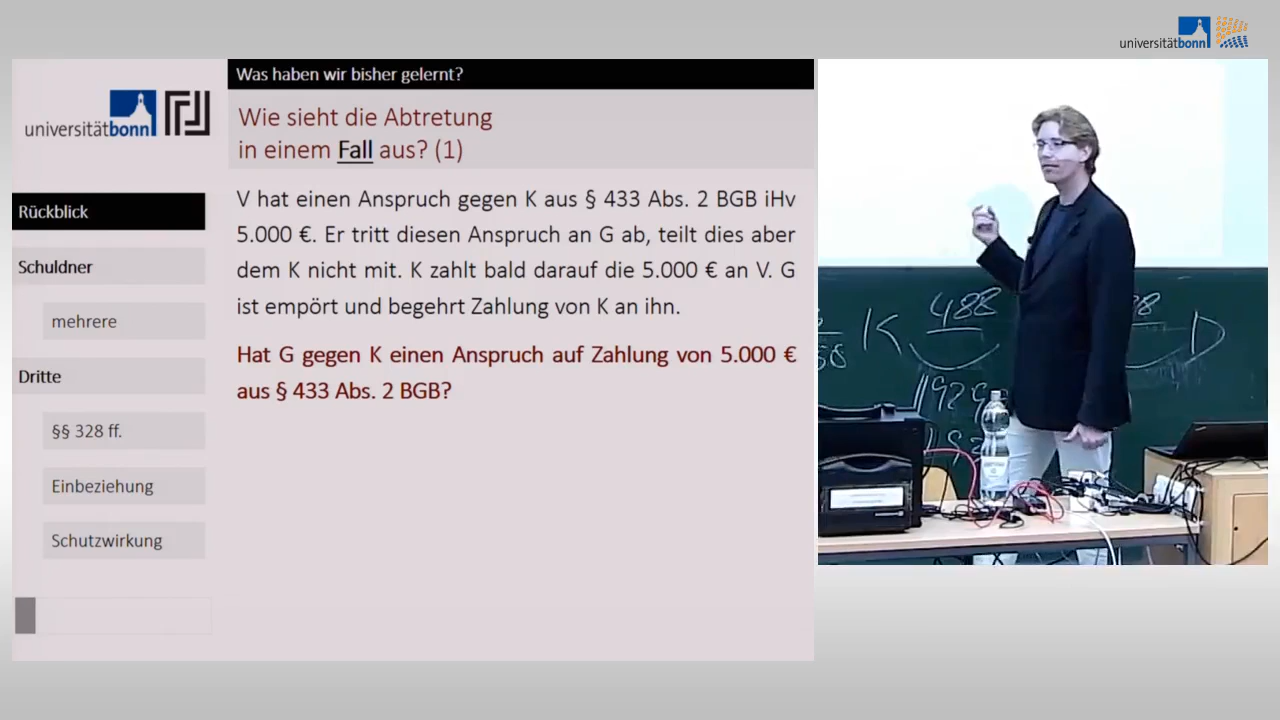 universitätbonn
Was haben wir bisher gelernt?
universitätbonn
Wie sieht die Abtretung
in einem Fall aus? (1)
V hat einen Anspruch gegen K aus § 433 Abs. 2 BGB iHv
5.000 €. Er tritt diesen Anspruch an G ab, teilt dies aber
dem K nicht mit. K zahlt bald darauf die 5.000 € an V. G
ist empört und begehrt Zahlung von K an ihn.
Hat G gegen K einen Anspruch auf Zahlung von 5.000 €
aus § 433 Abs. 2 BGB?
Rückblick
Schuldner
mehrere
Dritte
§§ 328 ff.
Einbeziehung
Schutzwirkung
K 488 D